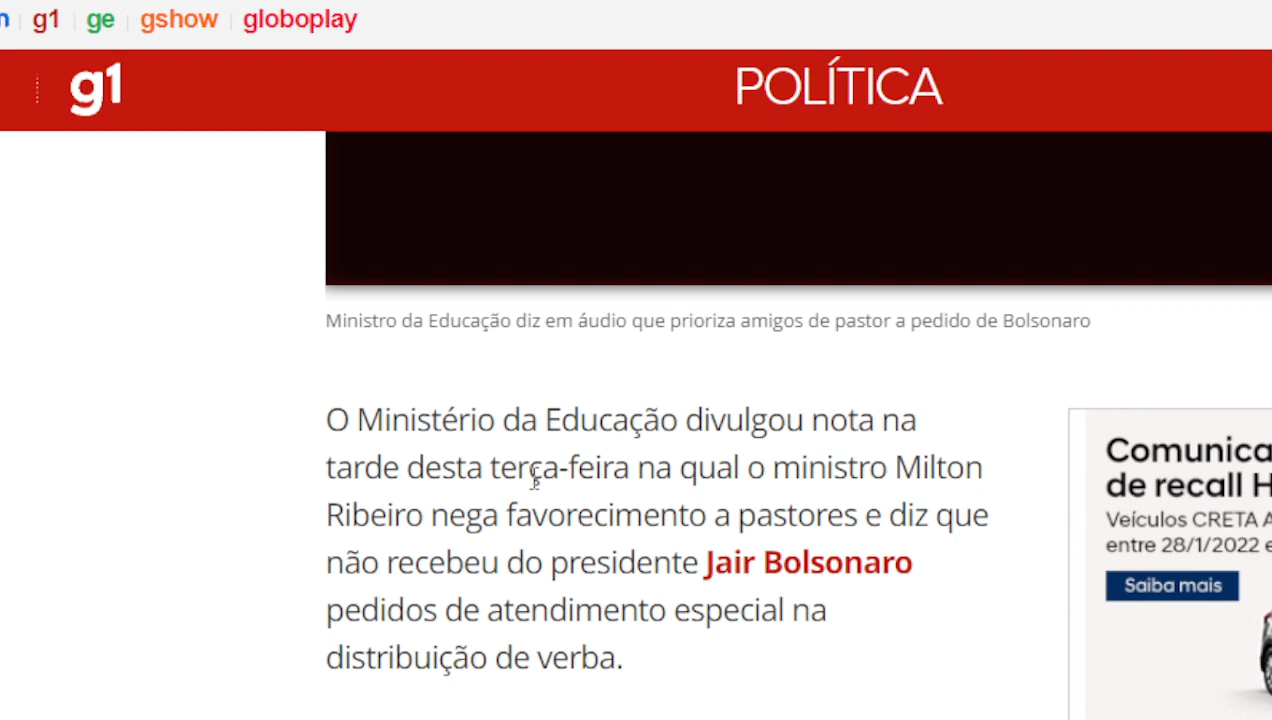 g1 ge gshow globoplay
g1 POLÍTICA
Ministro da Educação diz em áudio que prioriza amigos de pastor a pedido de Bolsonaro
O Ministério da Educação divulgou nota na
tarde desta terça-feira na qual o ministro Milton
Ribeiro nega favorecimento a pastores e diz que
não recebeu do presidente Jair Bolsonaro
pedidos de atendimento especial na
distribuição de verba.
Comunica
de recall H
Veículos CRETA A
entre 28/1/2022 e
Saiba mais